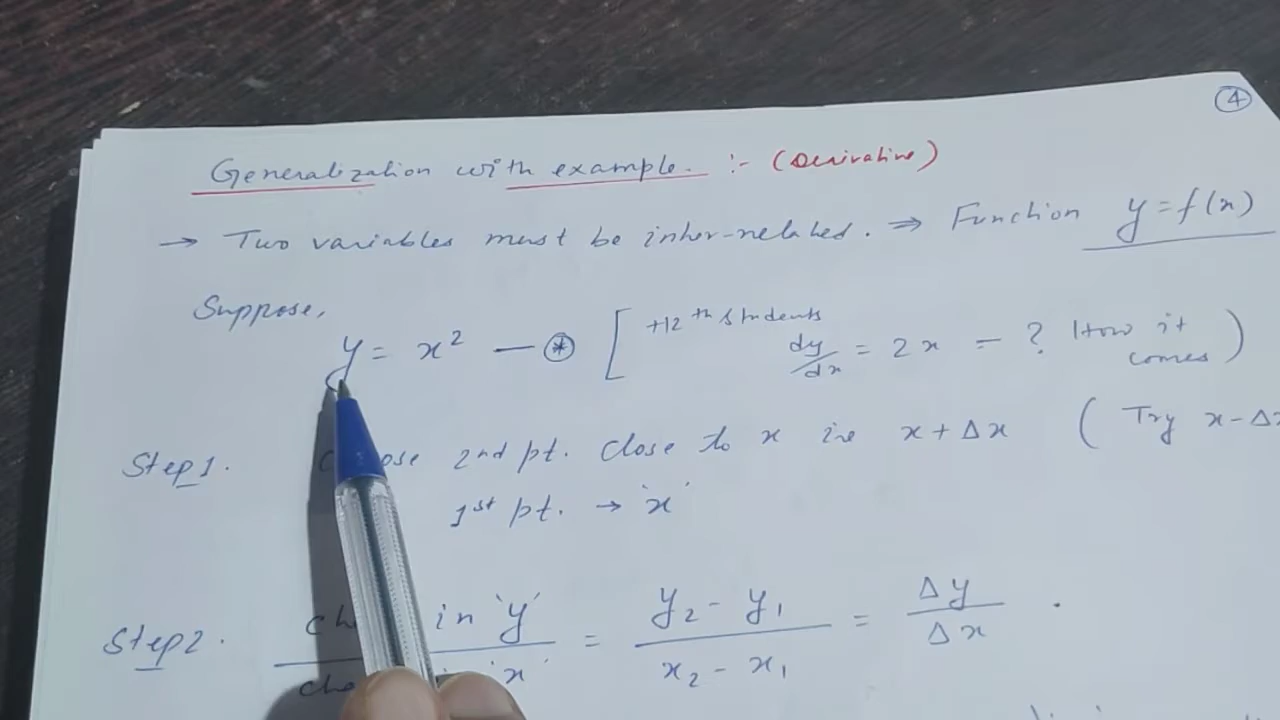 ④
Generalization with example. :- (Derivative)
→ Two variables must be inter-related. ⇒ Function y = f(x)
Suppose,
y = x² — ⊛ [ +12th students dy/dx = 2x - ? How it comes )
Step 1. 2nd pt. close to x ie x + Δx ( Try x - Δx
1st pt. → 'x'
Step 2. in 'y' / 'x' = y₂ - y₁ / x₂ - x₁ = Δy / Δx .